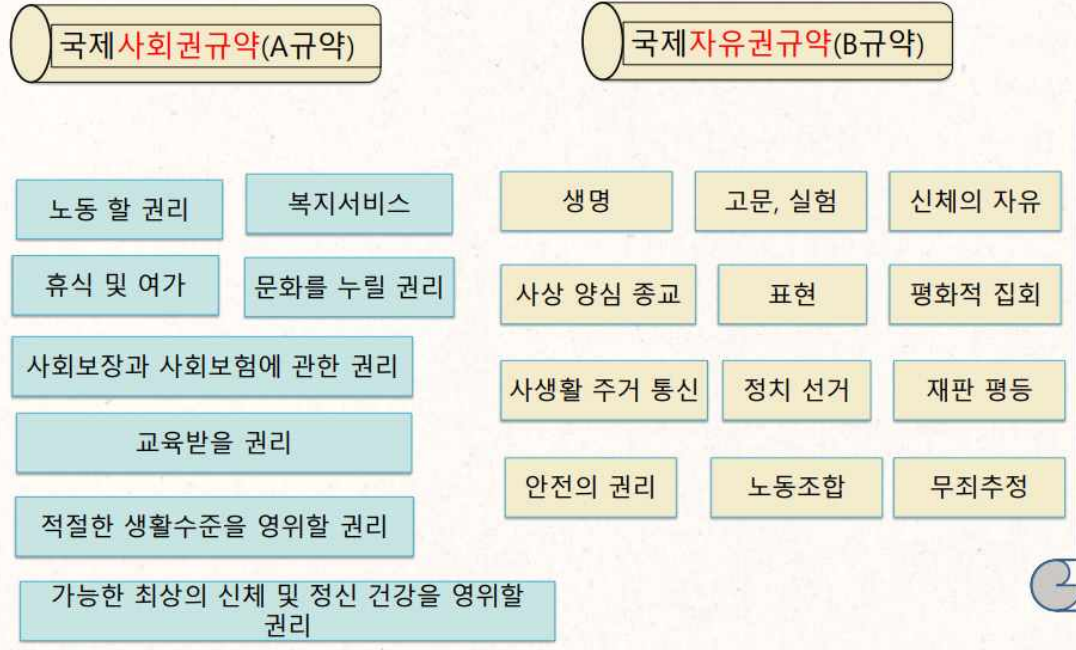 국제사회권규약(A규약)
국제자유권규약(B규약)
노동 할 권리
복지서비스
휴식 및 여가
문화를 누릴 권리
사회보장과 사회보험에 관한 권리
교육받을 권리
적절한 생활수준을 영위할 권리
가능한 최상의 신체 및 정신 건강을 영위할
권리
생명
고문, 실험
신체의 자유
사상 양심 종교
표현
평화적 집회
사생활 주거 통신
정치 선거
재판 평등
안전의 권리
노동조합
무죄추정